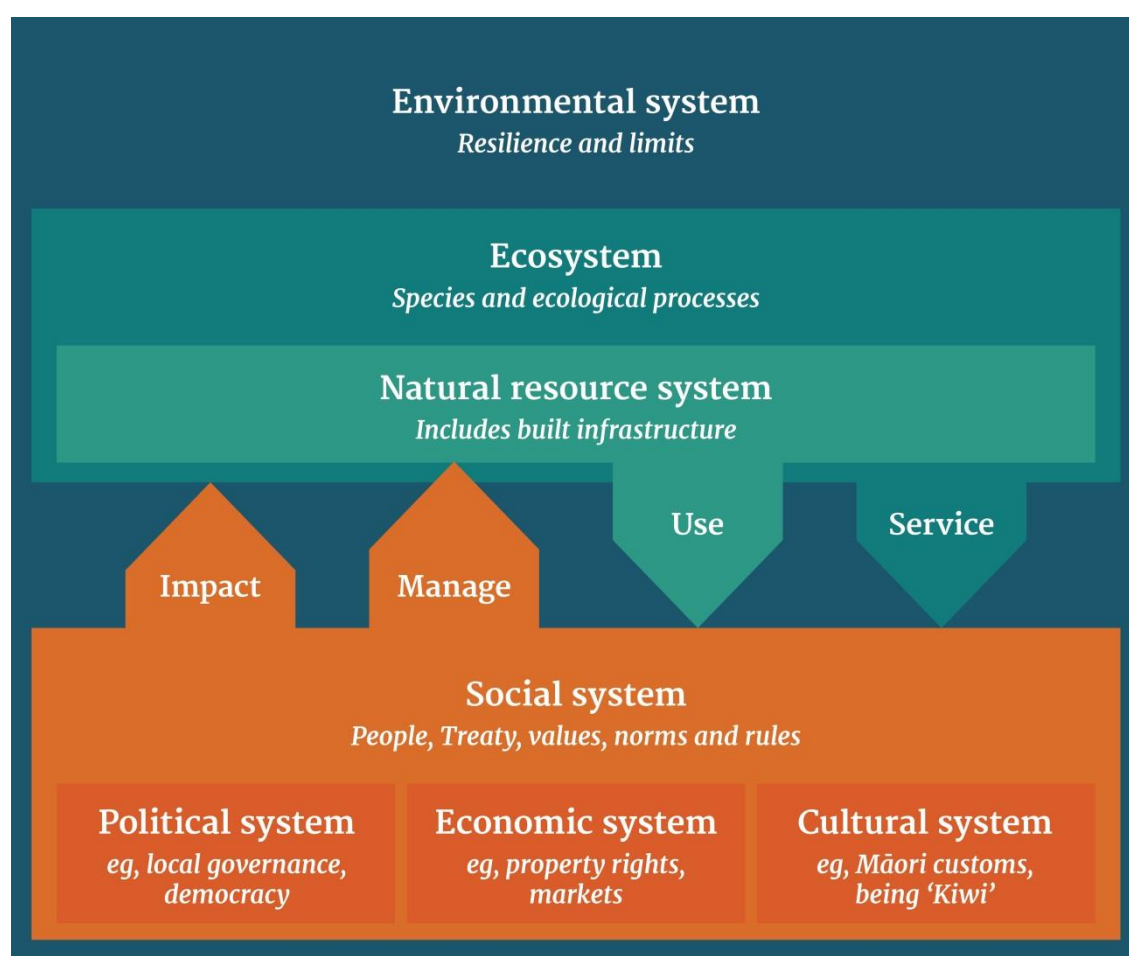 Environmental system
Resilience and limits
Ecosystem
Species and ecological processes
Natural resource system
Includes built infrastructure
Use
Service
Impact
Manage
Social system
People, Treaty, values, norms and rules
Political system
eg, local governance,
democracy
Economic system
eg, property rights,
markets
Cultural system
eg, Māori customs,
being ‘Kiwi’